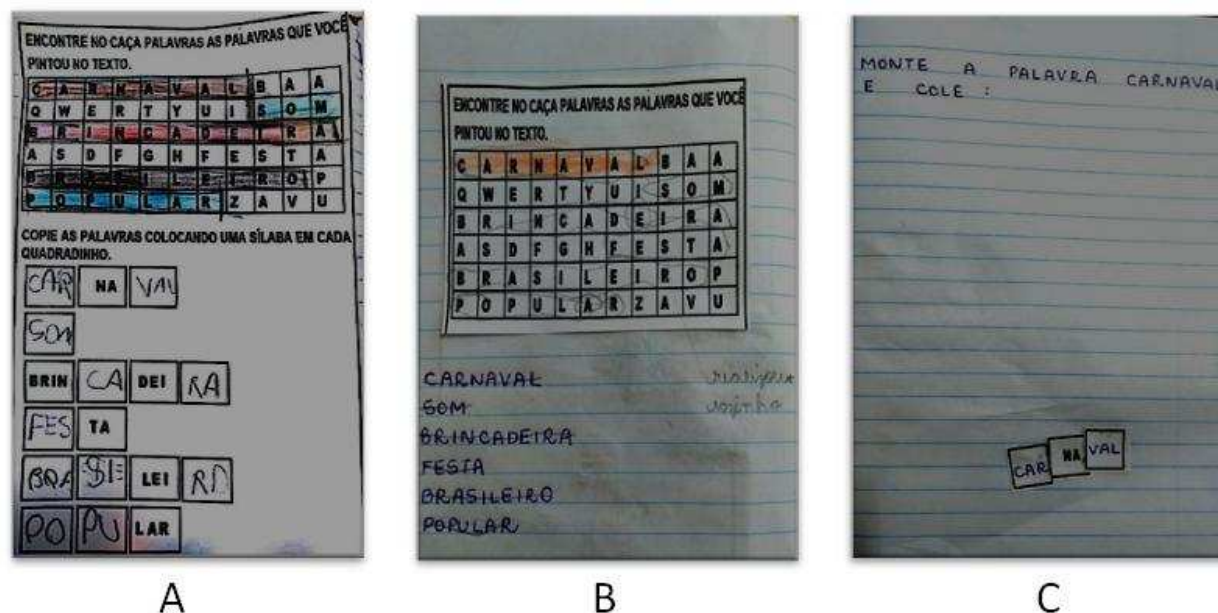 ENCONTRE NO CAÇA PALAVRAS AS PALAVRAS QUE VOCÊ
PINTOU NO TEXTO.
C A R N A V A L B A A
Q W E R T Y U I S O M
B R I N C A D E I R A
A S D F G H F E S T A
B R A S I L E I R O P
P O P U L A R Z A V U
COPIE AS PALAVRAS COLOCANDO UMA SÍLABA EM CADA
QUADRADINHO.
CAR NA VAL
SOM
BRIN CA DEI RA
FES TA
BRA SI LEI RO
PO PU LAR
A
ENCONTRE NO CAÇA PALAVRAS AS PALAVRAS QUE VOCÊ
PINTOU NO TEXTO.
C A R N A V A L B A A
Q W E R T Y U I S O M
B R I N C A D E I R A
A S D F G H F E S T A
B R A S I L E I R O P
P O P U L A R Z A V U
CARNAVAL
SOM sozinha
BRINCADEIRA
FESTA
BRASILEIRO
POPULAR
B
MONTE A PALAVRA CARNAVAL
E COLE :
CAR NA VAL
C